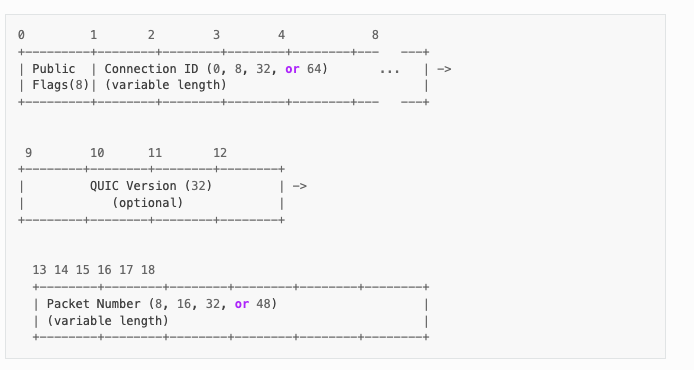 0        1       2        3        4            8
+--------+--------+--------+--------+--------+---   ---+
| Public  | Connection ID (0, 8, 32, or 64)       ...   | ->
| Flags(8)| (variable length)                           |
+--------+--------+--------+--------+--------+---   ---+
9        10      11       12
+--------+--------+--------+--------+
|         QUIC Version (32)         | ->
|            (optional)             |
+--------+--------+--------+--------+
13 14 15 16 17 18
+--------+--------+--------+--------+--------+--------+
| Packet Number (8, 16, 32, or 48)                    |
| (variable length)                                   |
+--------+--------+--------+--------+--------+--------+